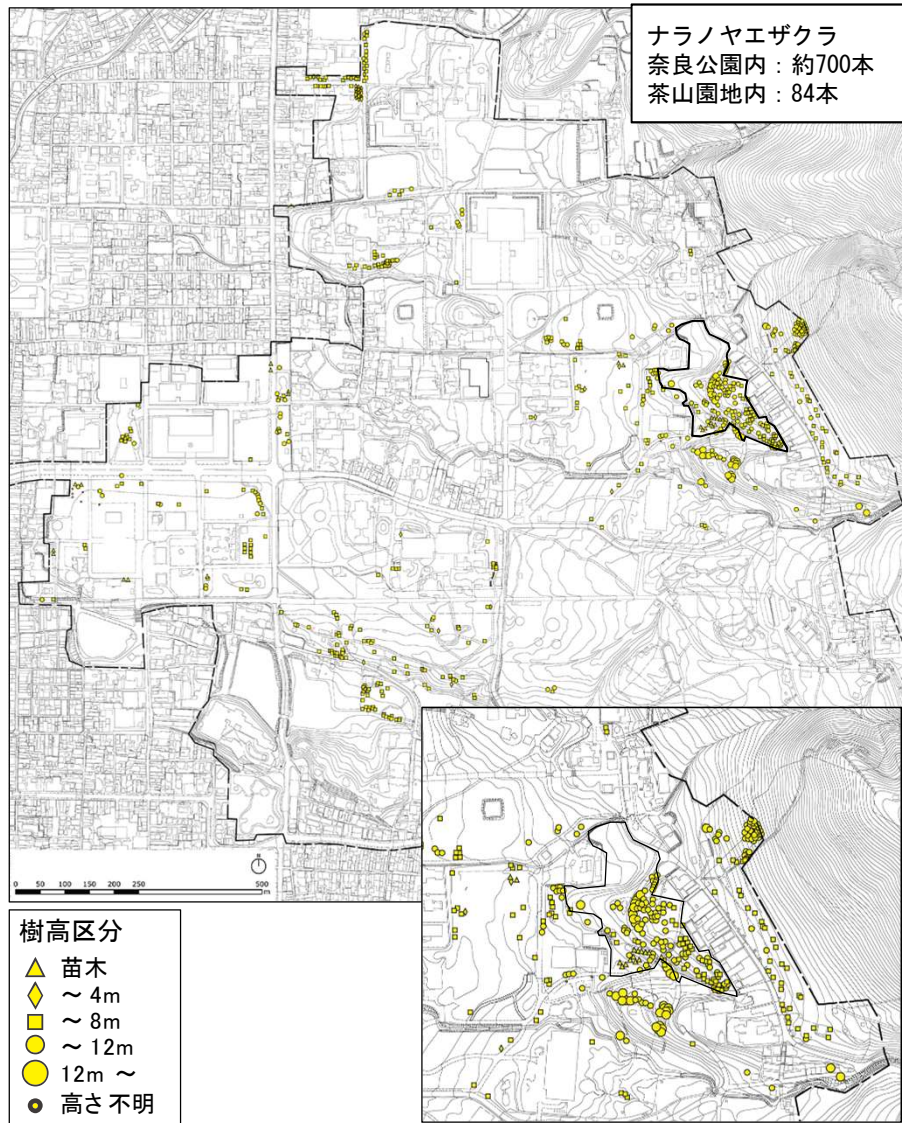 ナラノヤエザクラ
奈良公園内：約700本
茶山園地内：84本
N
0 50 100 150 200 250 500
m
樹高区分
苗木
～ 4m
～ 8m
～ 12m
12m ～
高さ不明